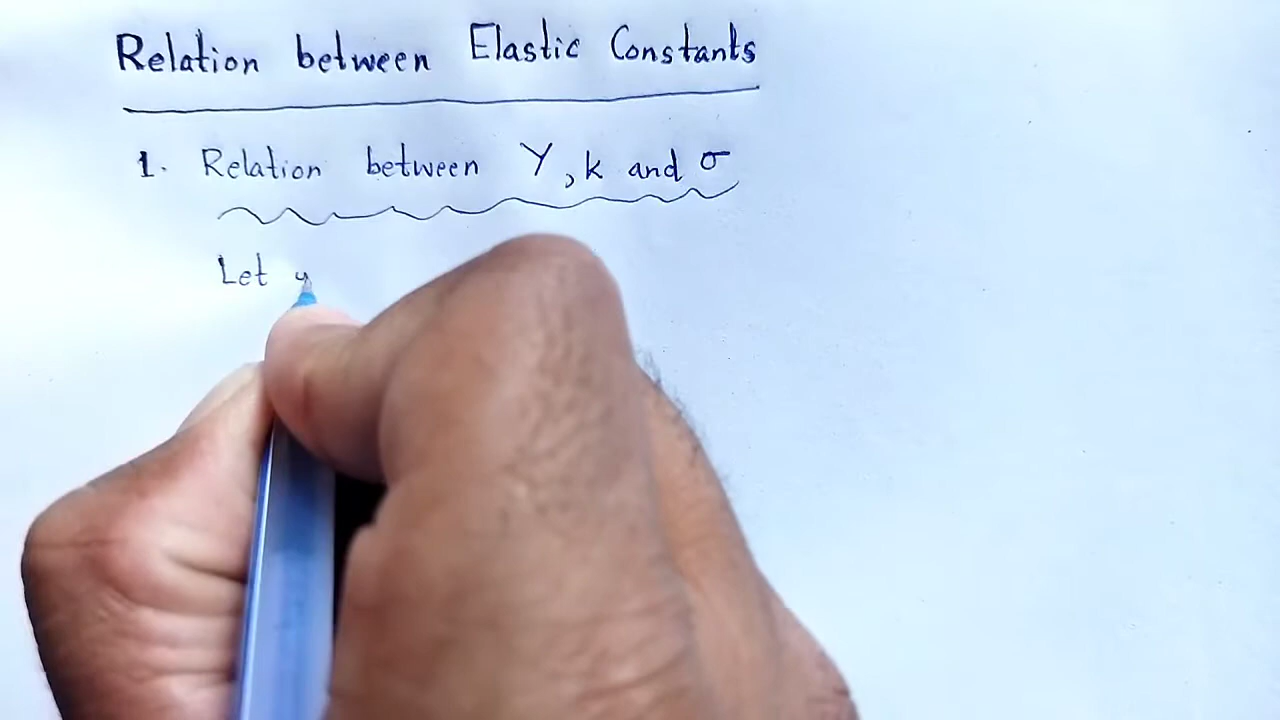 Relation between Elastic Constants
1. Relation between Y, k and σ
Let